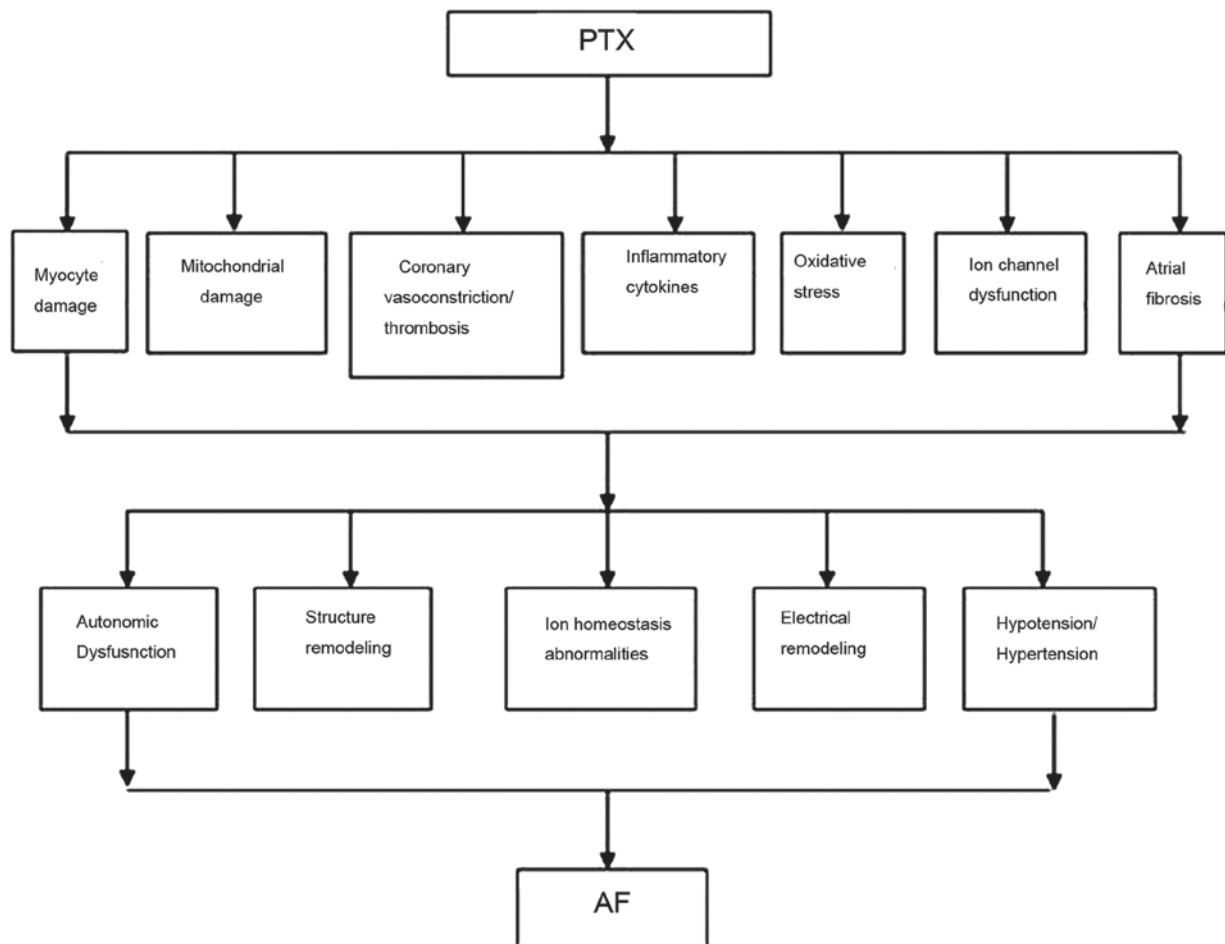 PTX
Myocyte
damage
Mitochondrial
damage
Coronary
vasoconstriction/
thrombosis
Inflammatory
cytokines
Oxidative
stress
Ion channel
dysfunction
Atrial
fibrosis
Autonomic
Dysfusnction
Structure
remodeling
Ion homeostasis
abnormalities
Electrical
remodeling
Hypotension/
Hypertension
AF